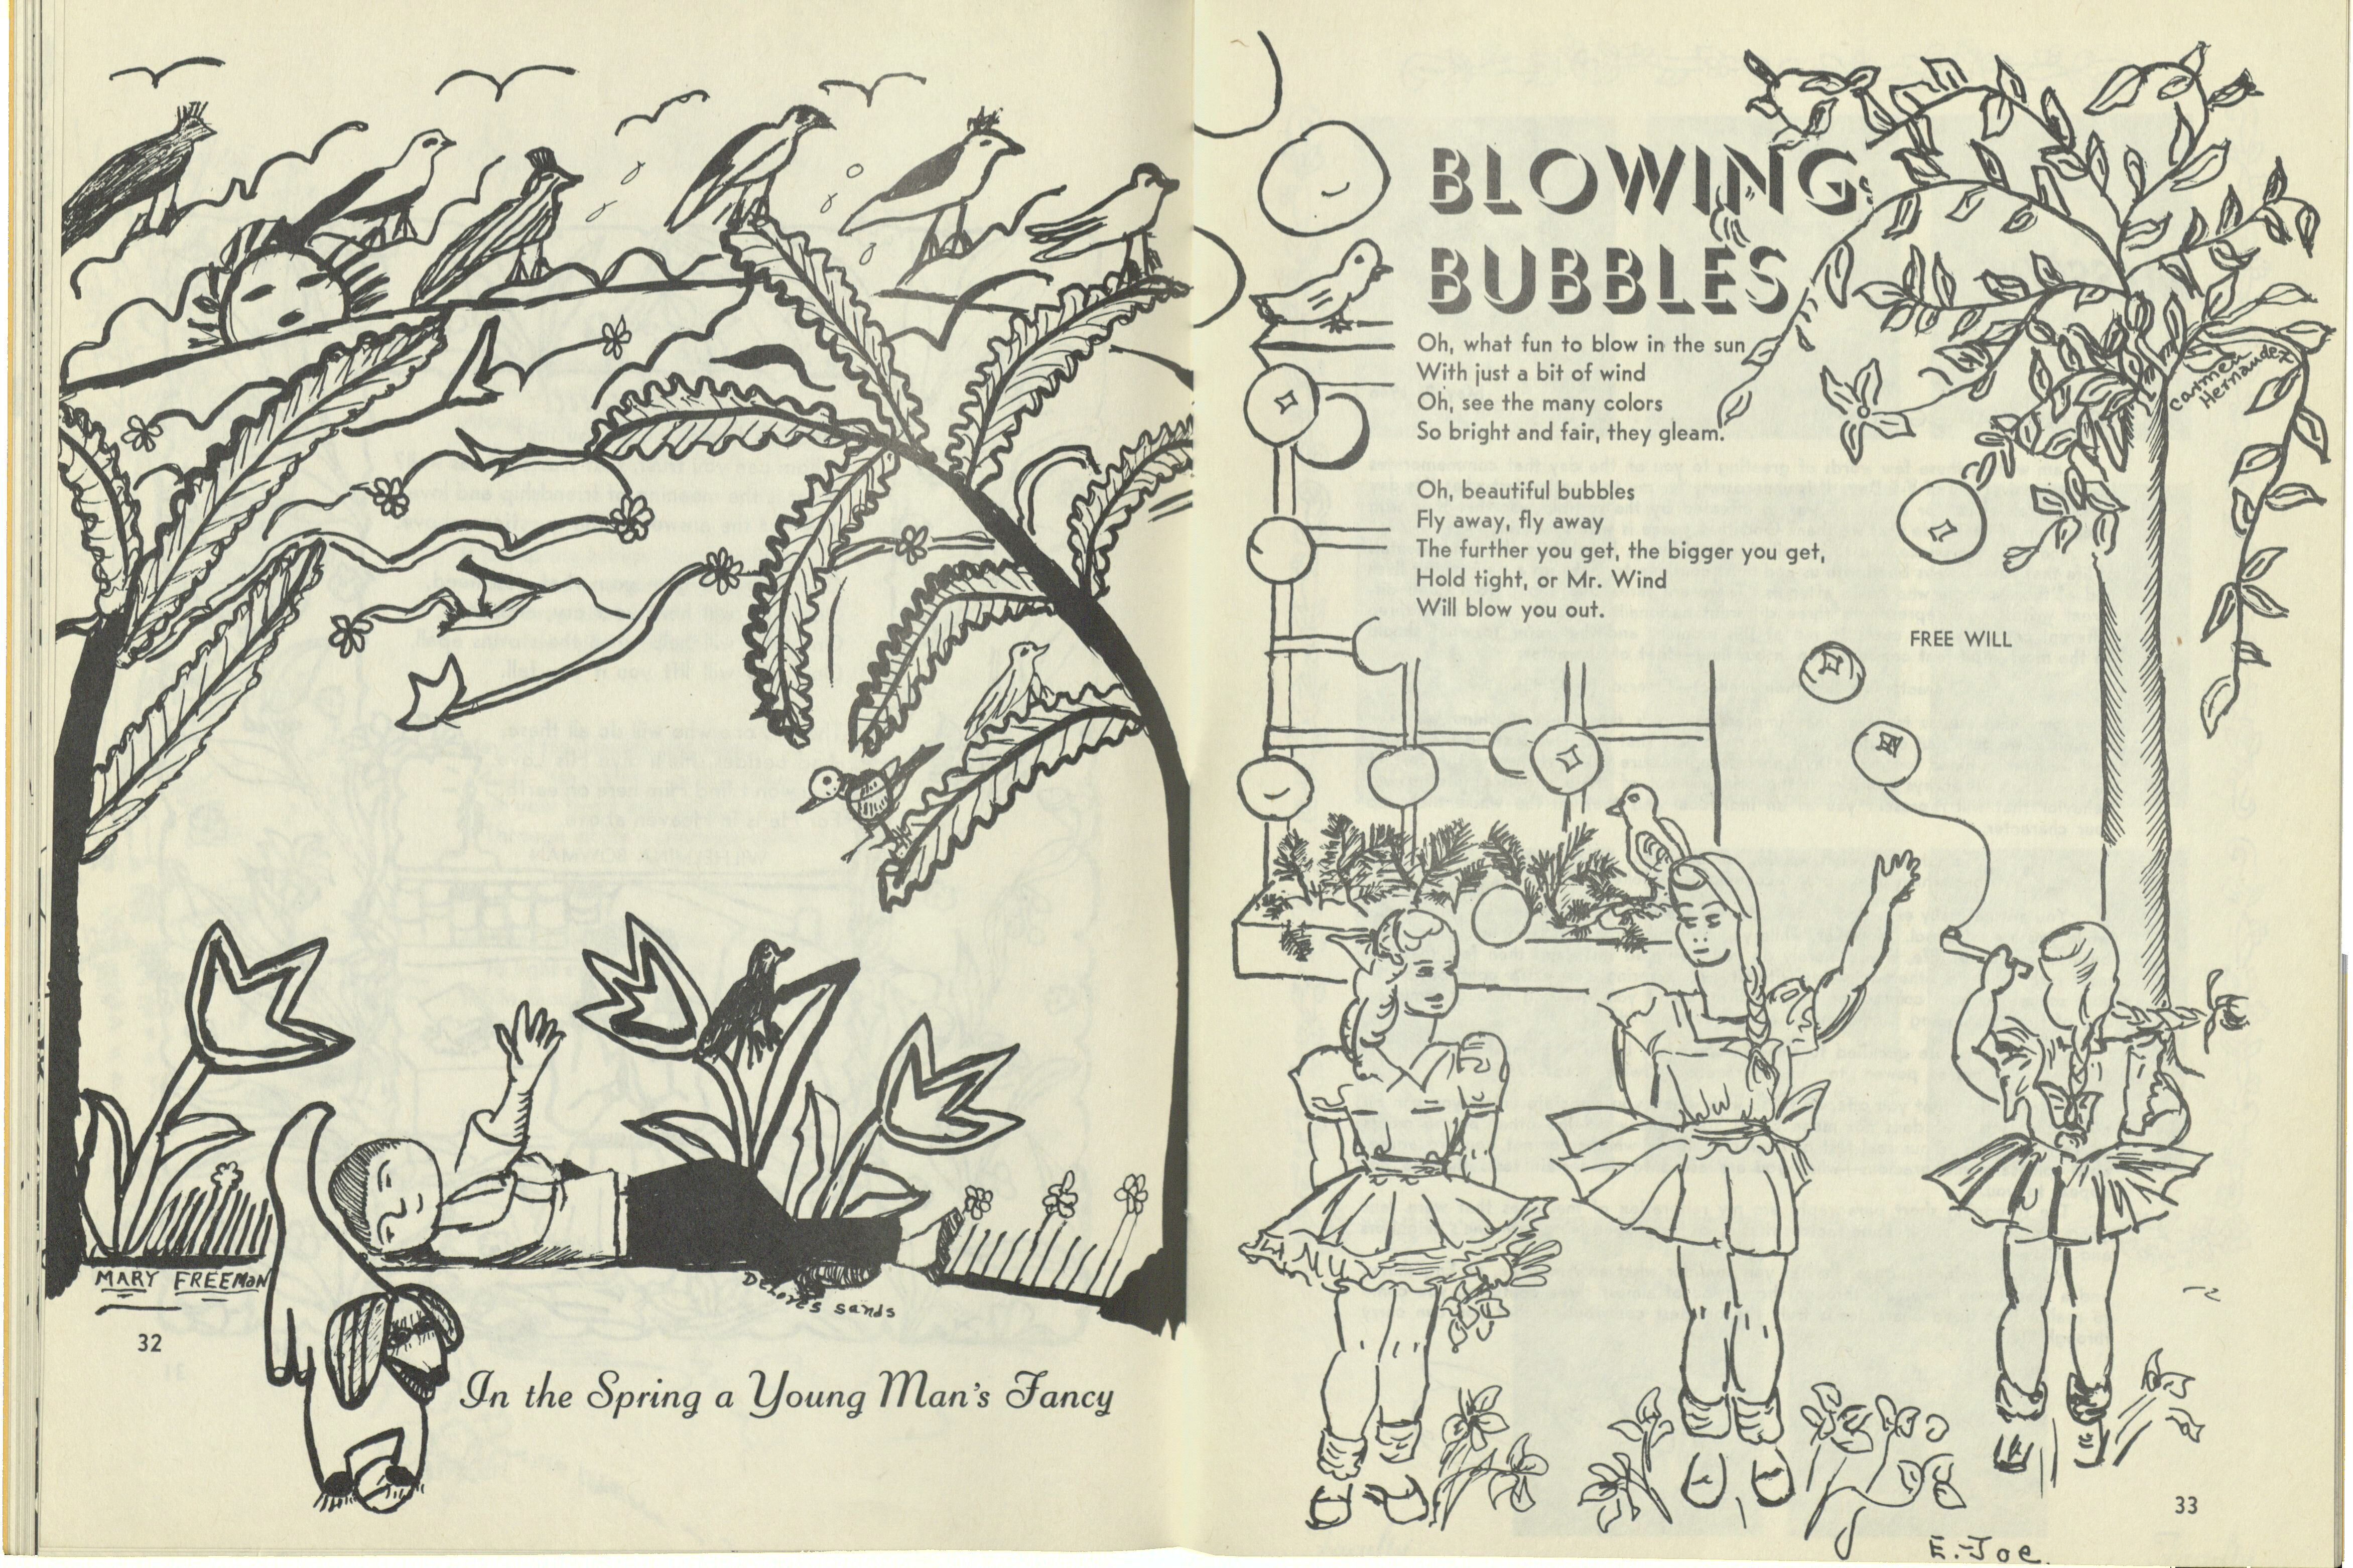 MARY FREEMAN
Delores sands
32
In the Spring a Young Man's Fancy
BLOWING
BUBBLES
Oh, what fun to blow in the sun
With just a bit of wind
Oh, see the many colors
So bright and fair, they gleam.
Oh, beautiful bubbles
Fly away, fly away
The further you get, the bigger you get,
Hold tight, or Mr. Wind
Will blow you out.
FREE WILL
Carmen
Hernandez
33
E. Joe.